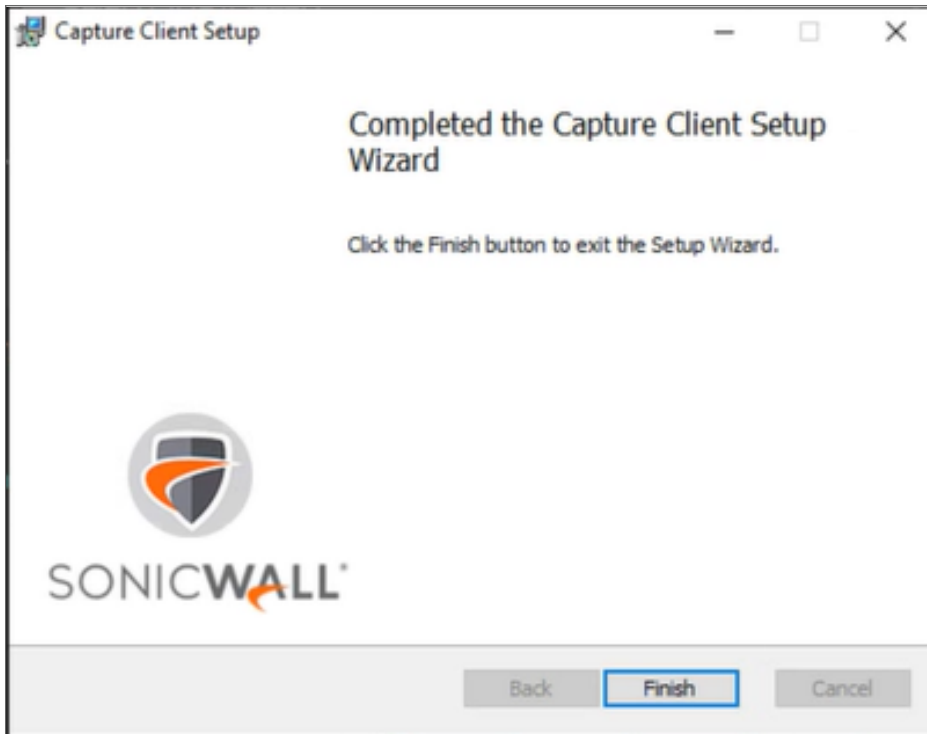 Capture Client Setup
Completed the Capture Client Setup
Wizard
Click the Finish button to exit the Setup Wizard.
SONICWALL
Back
Finish
Cancel